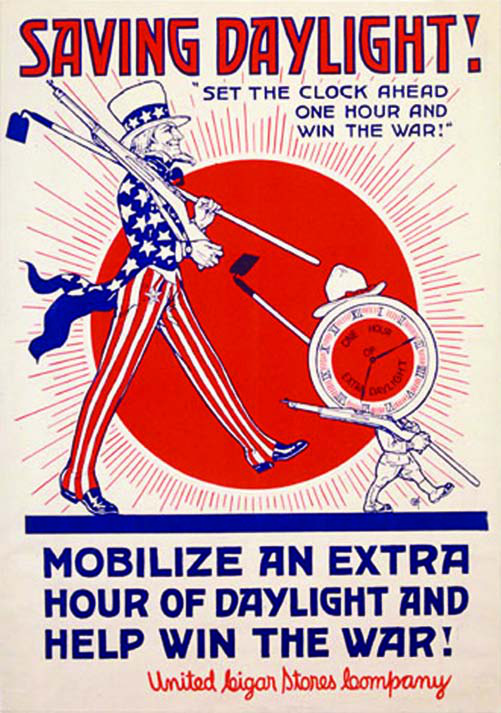 SAVING DAYLIGHT!
"SET THE CLOCK AHEAD
ONE HOUR AND
WIN THE WAR!"
ONE HOUR
OF
EXTRA DAYLIGHT
MOBILIZE AN EXTRA
HOUR OF DAYLIGHT AND
HELP WIN THE WAR!
United Cigar Stores Company